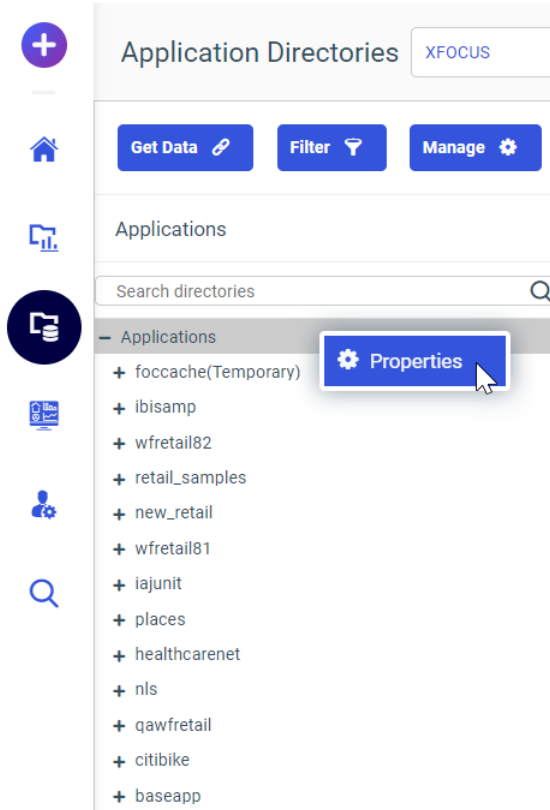 Application Directories XFOCUS
Get Data Filter Manage
Applications
Search directories
Applications
Properties
foccache(Temporary)
ibisamp
wfretail82
retail_samples
new_retail
wfretail81
iajunit
places
healthcarenet
nls
qawfretail
citibike
baseapp